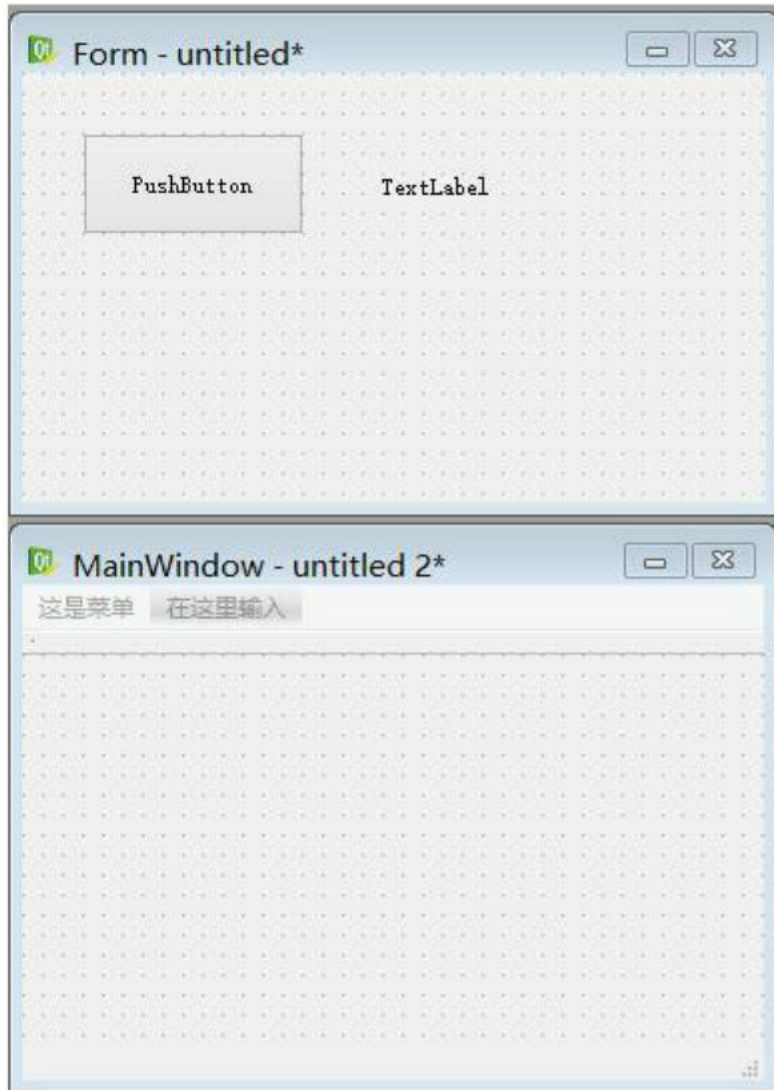 Form - untitled*
PushButton
TextLabel
MainWindow - untitled 2*
这是菜单 在这里输入